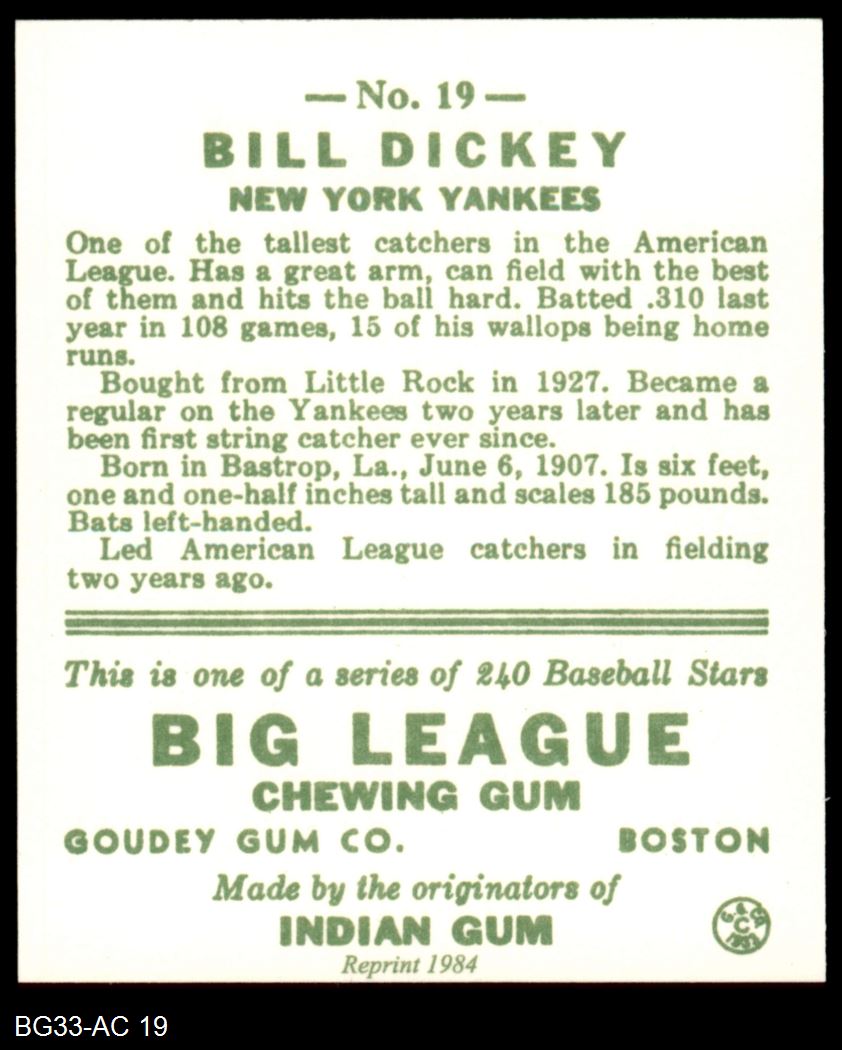 — No. 19 —
BILL DICKEY
NEW YORK YANKEES
One of the tallest catchers in the American
League. Has a great arm, can field with the best
of them and hits the ball hard. Batted .310 last
year in 108 games, 15 of his wallops being home
runs.
Bought from Little Rock in 1927. Became a
regular on the Yankees two years later and has
been first string catcher ever since.
Born in Bastrop, La., June 6, 1907. Is six feet,
one and one-half inches tall and scales 185 pounds.
Bats left-handed.
Led American League catchers in fielding
two years ago.
This is one of a series of 240 Baseball Stars
BIG LEAGUE
CHEWING GUM
GOUDEY GUM CO. BOSTON
Made by the originators of
INDIAN GUM
Reprint 1984
BG33-AC 19